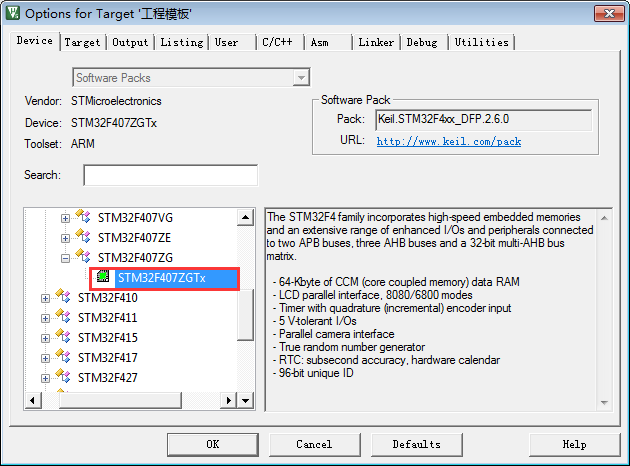 Options for Target '工程模板'
Device Target Output Listing User C/C++ Asm Linker Debug Utilities
Software Packs
Vendor: STMicroelectronics
Device: STM32F407ZGTx
Toolset: ARM
Search:
Software Pack
Pack: Keil.STM32F4xx_DFP.2.6.0
URL: http://www.keil.com/pack
STM32F407VG
STM32F407ZE
STM32F407ZG
STM32F407ZGTx
STM32F410
STM32F411
STM32F415
STM32F417
STM32F427
The STM32F4 family incorporates high-speed embedded memories
and an extensive range of enhanced I/Os and peripherals connected
to two APB buses, three AHB buses and a 32-bit multi-AHB bus
matrix.
- 64-Kbyte of CCM (core coupled memory) data RAM
- LCD parallel interface, 8080/6800 modes
- Timer with quadrature (incremental) encoder input
- 5 V-tolerant I/Os
- Parallel camera interface
- True random number generator
- RTC: subsecond accuracy, hardware calendar
- 96-bit unique ID
OK Cancel Defaults Help